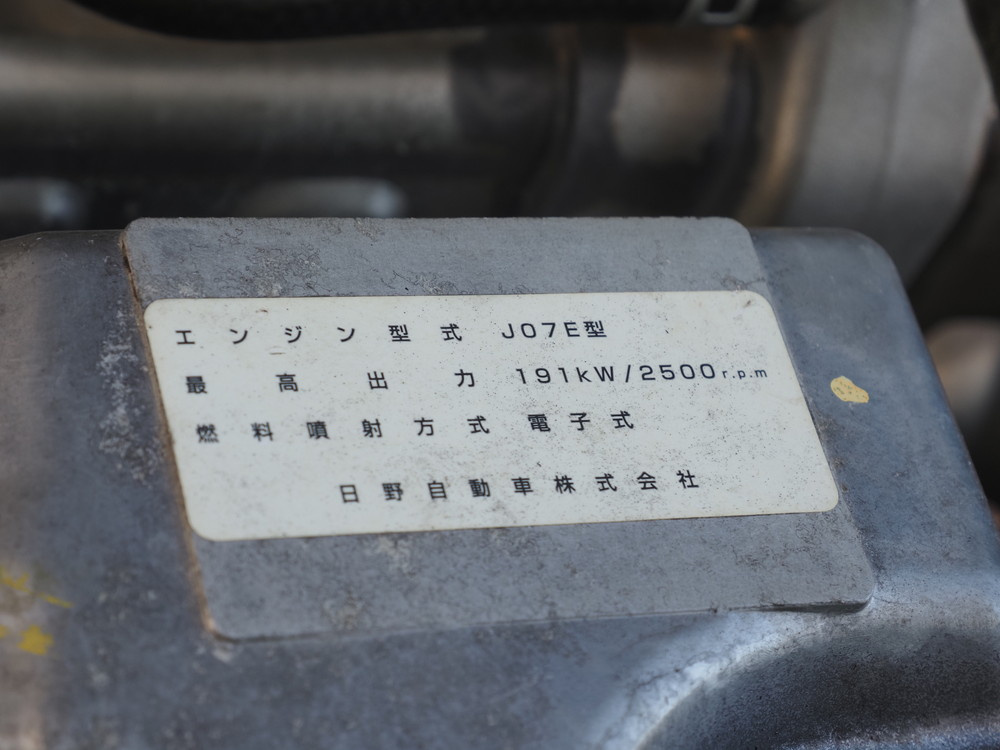 エンジン型式 J07E型
最高出力 191kW/2500r.p.m
燃料噴射方式 電子式
日野自動車株式会社